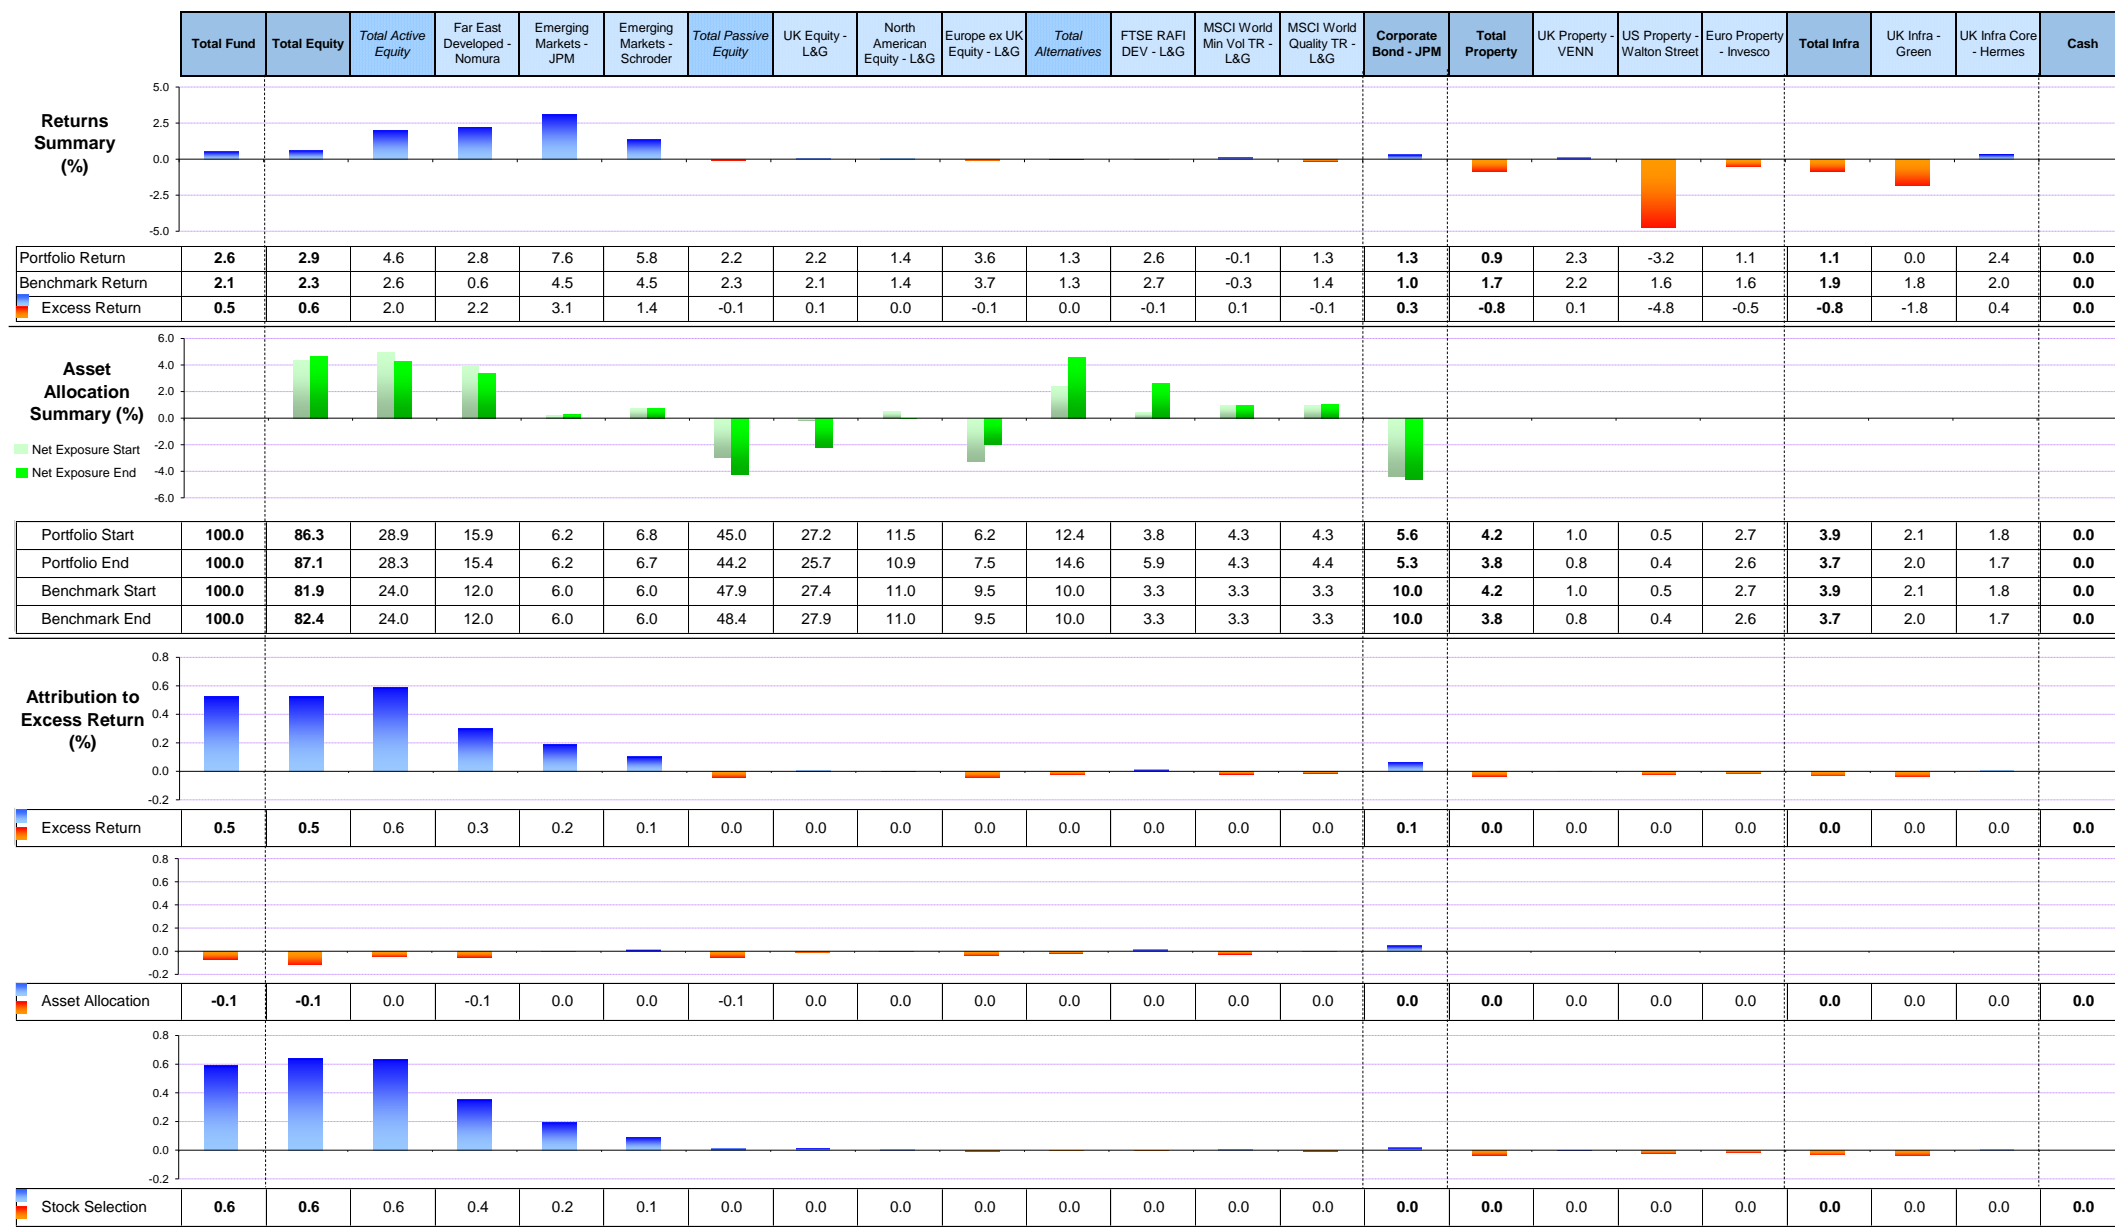 Total Fund Total Equity Total Active Equity Far East Developed - Nomura Emerging Markets - JPM Emerging Markets - Schroder Total Passive Equity UK Equity - L&G North American Equity - L&G Europe ex UK Equity - L&G Total Alternatives FTSE RAFI DEV - L&G MSCI World Min Vol TR - L&G MSCI World Quality TR - L&G Corporate Bond - JPM Total Property UK Property - VENN US Property - Walton Street Euro Property - Invesco Total Infra UK Infra - Green UK Infra Core - Hermes Cash
Returns Summary (%)
5.0
2.5
0.0
-2.5
-5.0
Portfolio Return 2.6 2.9 4.6 2.8 7.6 5.8 2.2 2.2 1.4 3.6 1.3 2.6 -0.1 1.3 1.3 0.9 2.3 -3.2 1.1 1.1 0.0 2.4 0.0
Benchmark Return 2.1 2.3 2.6 0.6 4.5 4.5 2.3 2.1 1.4 3.7 1.3 2.7 -0.3 1.4 1.0 1.7 2.2 1.6 1.6 1.9 1.8 2.0 0.0
Excess Return 0.5 0.6 2.0 2.2 3.1 1.4 -0.1 0.1 0.0 -0.1 0.0 -0.1 0.1 -0.1 0.3 -0.8 0.1 -4.8 -0.5 -0.8 -1.8 0.4 0.0
Asset Allocation Summary (%)
Net Exposure Start
Net Exposure End
6.0
4.0
2.0
0.0
-2.0
-4.0
-6.0
Portfolio Start 100.0 86.3 28.9 15.9 6.2 6.8 45.0 27.2 11.5 6.2 12.4 3.8 4.3 4.3 5.6 4.2 1.0 0.5 2.7 3.9 2.1 1.8 0.0
Portfolio End 100.0 87.1 28.3 15.4 6.2 6.7 44.2 25.7 10.9 7.5 14.6 5.9 4.3 4.4 5.3 3.8 0.8 0.4 2.6 3.7 2.0 1.7 0.0
Benchmark Start 100.0 81.9 24.0 12.0 6.0 6.0 47.9 27.4 11.0 9.5 10.0 3.3 3.3 3.3 10.0 4.2 1.0 0.5 2.7 3.9 2.1 1.8 0.0
Benchmark End 100.0 82.4 24.0 12.0 6.0 6.0 48.4 27.9 11.0 9.5 10.0 3.3 3.3 3.3 10.0 3.8 0.8 0.4 2.6 3.7 2.0 1.7 0.0
Attribution to Excess Return (%)
0.8
0.6
0.4
0.2
0.0
-0.2
Excess Return 0.5 0.5 0.6 0.3 0.2 0.1 0.0 0.0 0.0 0.0 0.0 0.0 0.0 0.0 0.1 0.0 0.0 0.0 0.0 0.0 0.0 0.0 0.0
0.8
0.6
0.4
0.2
0.0
-0.2
Asset Allocation -0.1 -0.1 0.0 -0.1 0.0 0.0 -0.1 0.0 0.0 0.0 0.0 0.0 0.0 0.0 0.0 0.0 0.0 0.0 0.0 0.0 0.0 0.0 0.0
0.8
0.6
0.4
0.2
0.0
-0.2
Stock Selection 0.6 0.6 0.6 0.4 0.2 0.1 0.0 0.0 0.0 0.0 0.0 0.0 0.0 0.0 0.0 0.0 0.0 0.0 0.0 0.0 0.0 0.0 0.0